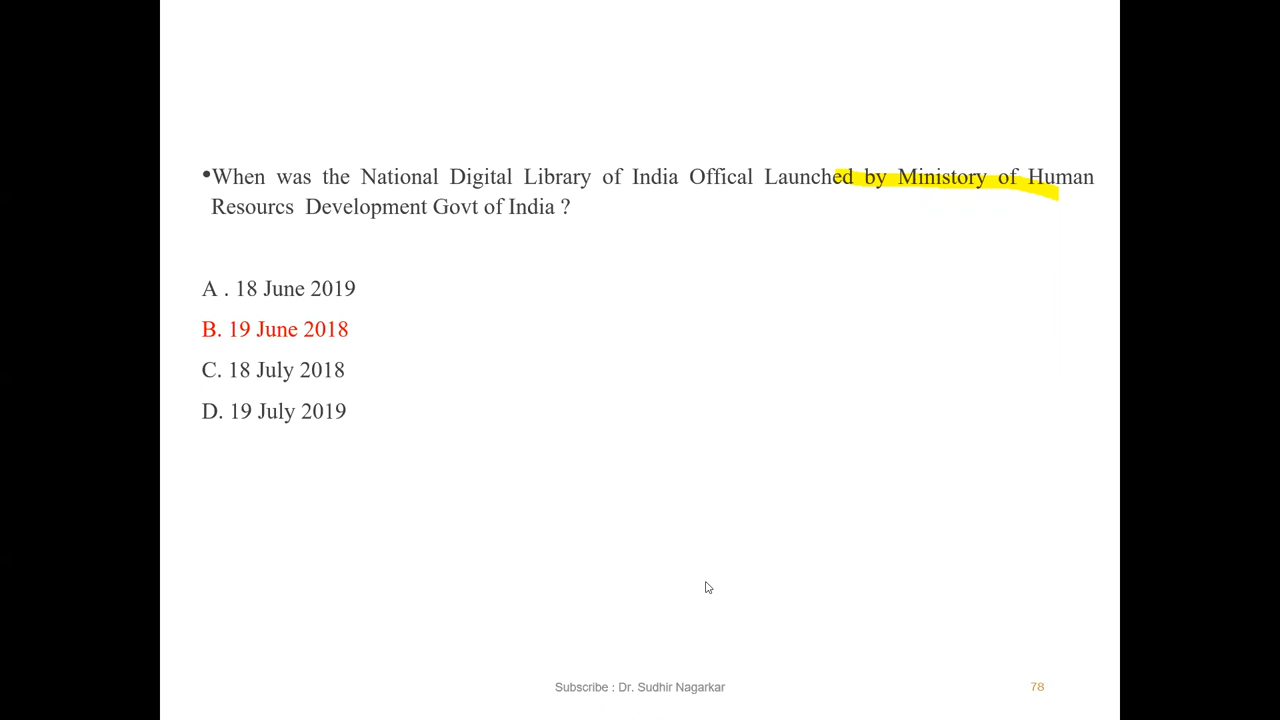 •When was the National Digital Library of India Offical Launched by Ministory of Human
Resourcs Development Govt of India ?
A . 18 June 2019
B. 19 June 2018
C. 18 July 2018
D. 19 July 2019
Subscribe : Dr. Sudhir Nagarkar
78